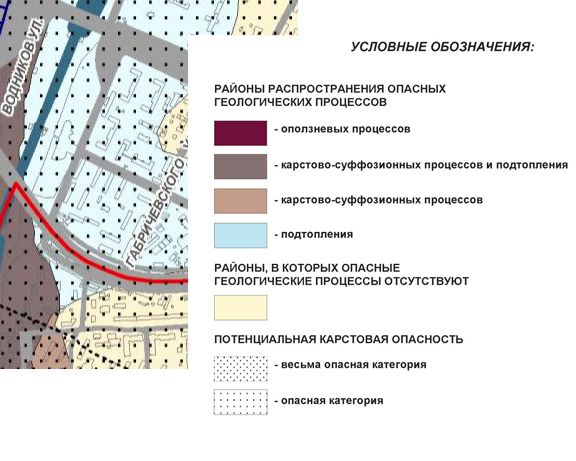 ВОДНИКОВ УЛ.
ГАБРИЧЕВСКОГО
УСЛОВНЫЕ ОБОЗНАЧЕНИЯ:
РАЙОНЫ РАСПРОСТРАНЕНИЯ ОПАСНЫХ
ГЕОЛОГИЧЕСКИХ ПРОЦЕССОВ
- оползневых процессов
- карстово-суффозионных процессов и подтопления
- карстово-суффозионных процессов
- подтопления
РАЙОНЫ, В КОТОРЫХ ОПАСНЫЕ
ГЕОЛОГИЧЕСКИЕ ПРОЦЕССЫ ОТСУТСТВУЮТ
ПОТЕНЦИАЛЬНАЯ КАРСТОВАЯ ОПАСНОСТЬ
- весьма опасная категория
- опасная категория